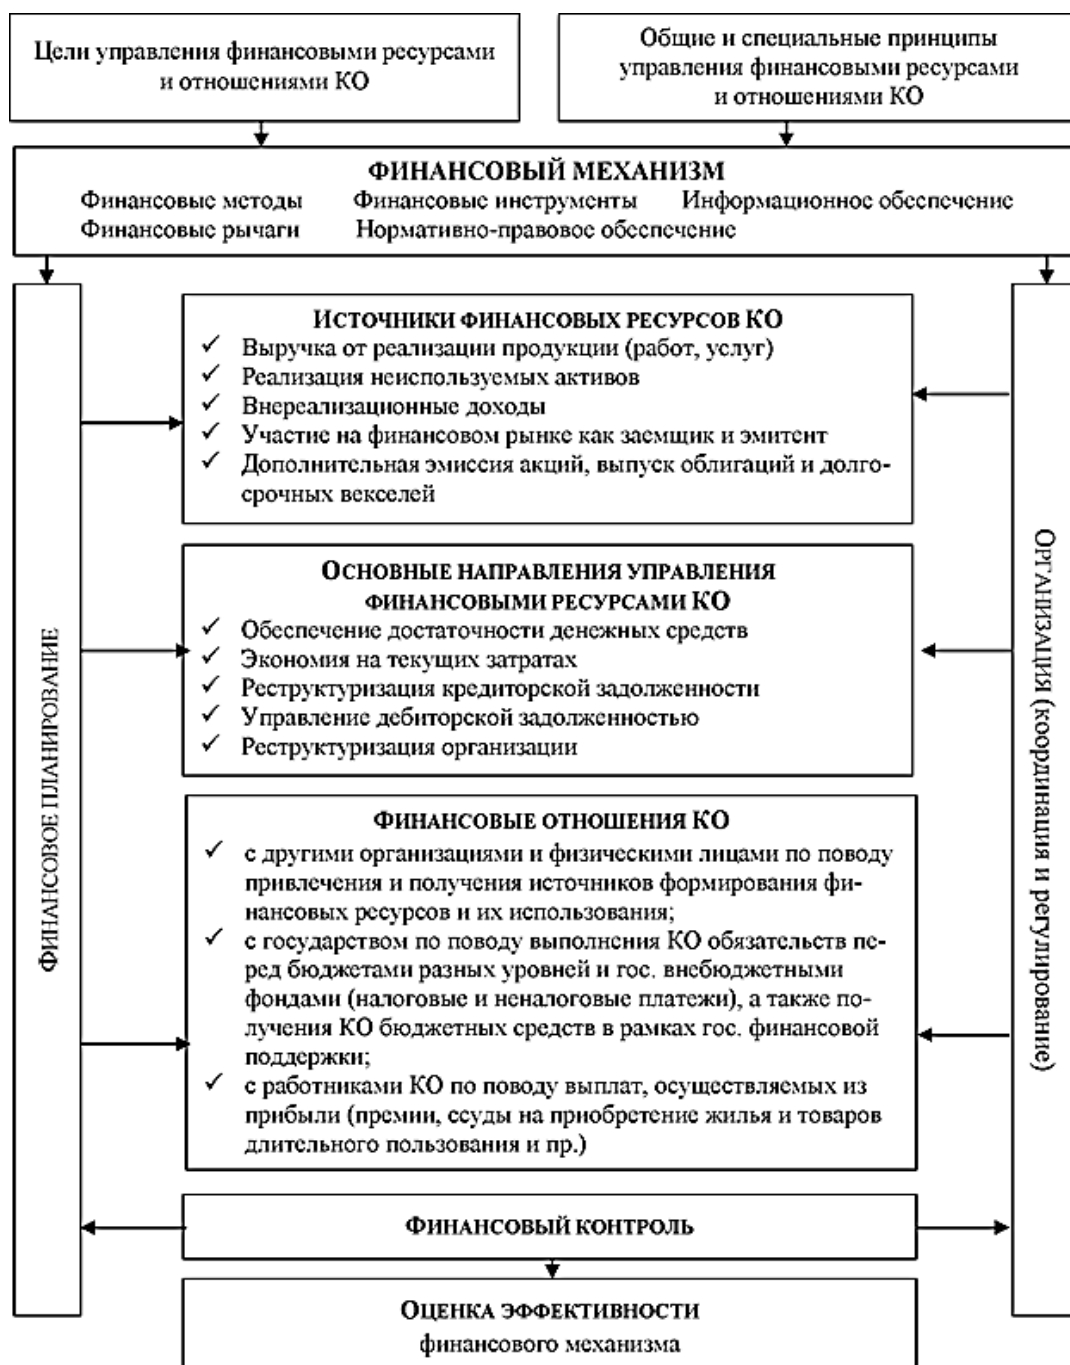 Цели управления финансовыми ресурсами
и отношениями КО
Общие и специальные принципы
управления финансовыми ресурсами
и отношениями КО
ФИНАНСОВЫЙ МЕХАНИЗМ
Финансовые методы Финансовые инструменты Информационное обеспечение
Финансовые рычаги Нормативно-правовое обеспечение
ФИНАНСОВОЕ ПЛАНИРОВАНИЕ
ИСТОЧНИКИ ФИНАНСОВЫХ РЕСУРСОВ КО
✓ Выручка от реализации продукции (работ, услуг)
✓ Реализация неиспользуемых активов
✓ Внереализационные доходы
✓ Участие на финансовом рынке как заемщик и эмитент
✓ Дополнительная эмиссия акций, выпуск облигаций и долго-
срочных векселей
ОСНОВНЫЕ НАПРАВЛЕНИЯ УПРАВЛЕНИЯ
ФИНАНСОВЫМИ РЕСУРСАМИ КО
✓ Обеспечение достаточности денежных средств
✓ Экономия на текущих затратах
✓ Реструктуризация кредиторской задолженности
✓ Управление дебиторской задолженностью
✓ Реструктуризация организации
ФИНАНСОВЫЕ ОТНОШЕНИЯ КО
✓ с другими организациями и физическими лицами по поводу
привлечения и получения источников формирования фи-
нансовых ресурсов и их использования;
✓ с государством по поводу выполнения КО обязательств пе-
ред бюджетами разных уровней и гос. внебюджетными
фондами (налоговые и неналоговые платежи), а также по-
лучения КО бюджетных средств в рамках гос. финансовой
поддержки;
✓ с работниками КО по поводу выплат, осуществляемых из
прибыли (премии, ссуды на приобретение жилья и товаров
длительного пользования и пр.)
ОРГАНИЗАЦИЯ (координация и регулирование)
ФИНАНСОВЫЙ КОНТРОЛЬ
ОЦЕНКА ЭФФЕКТИВНОСТИ
финансового механизма